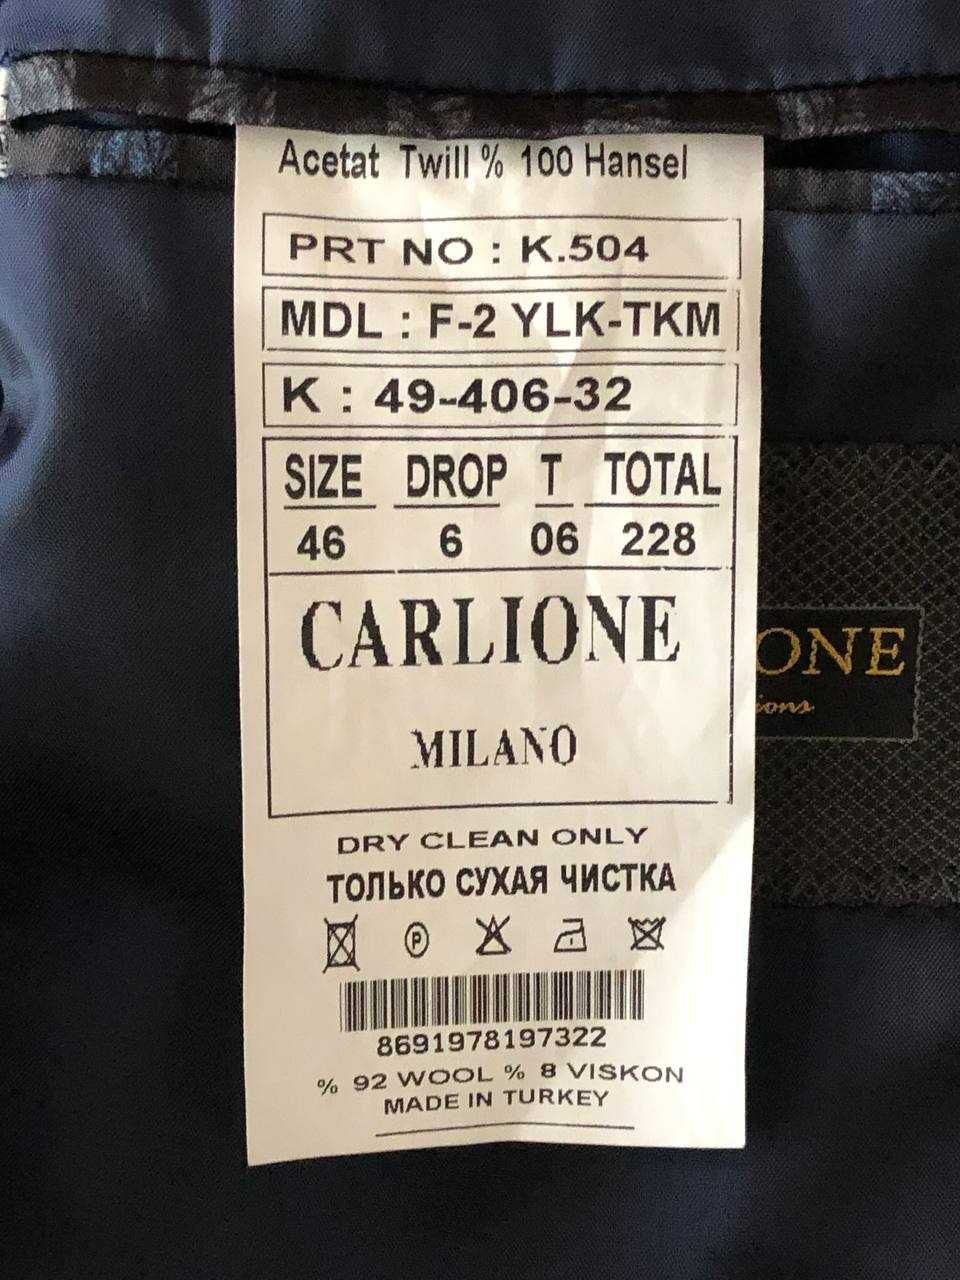 Acetat Twill % 100 Hansel
PRT NO : K.504
MDL : F-2 YLK-TKM
K : 49-406-32
SIZE DROP T TOTAL
46 6 06 228
CARLIONE
MILANO
ONE
ions
DRY CLEAN ONLY
ТОЛЬКО СУХАЯ ЧИСТКА
P
8691978197322
% 92 WOOL % 8 VISKON
MADE IN TURKEY